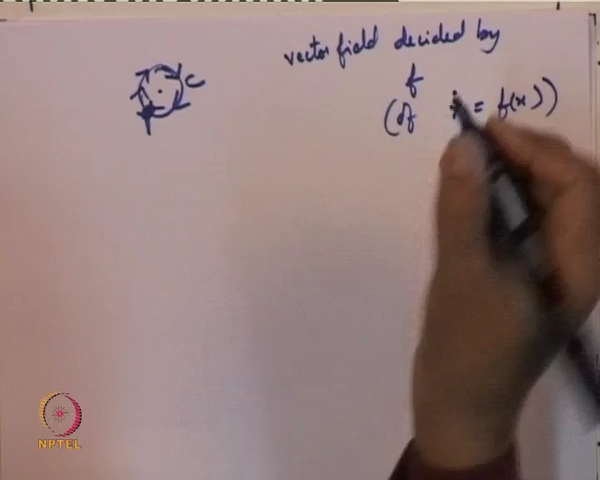 vector field decided by
f
C
(of ẋ = f(x))
p
NPTEL